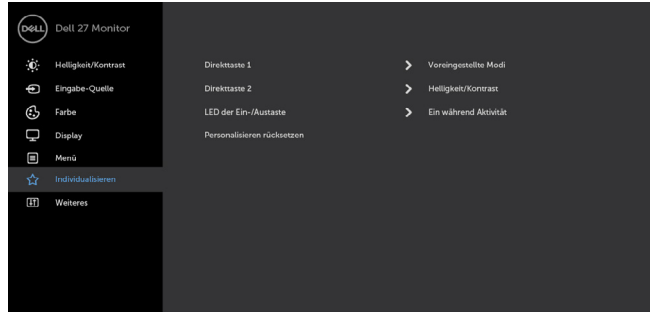 DELL Dell 27 Monitor
Helligkeit/Kontrast
Eingabe-Quelle
Farbe
Display
Menü
Individualisieren
Weiteres
Direkttaste 1 Voreingestellte Modi
Direkttaste 2 Helligkeit/Kontrast
LED der Ein-/Austaste Ein während Aktivität
Personalisieren rücksetzen